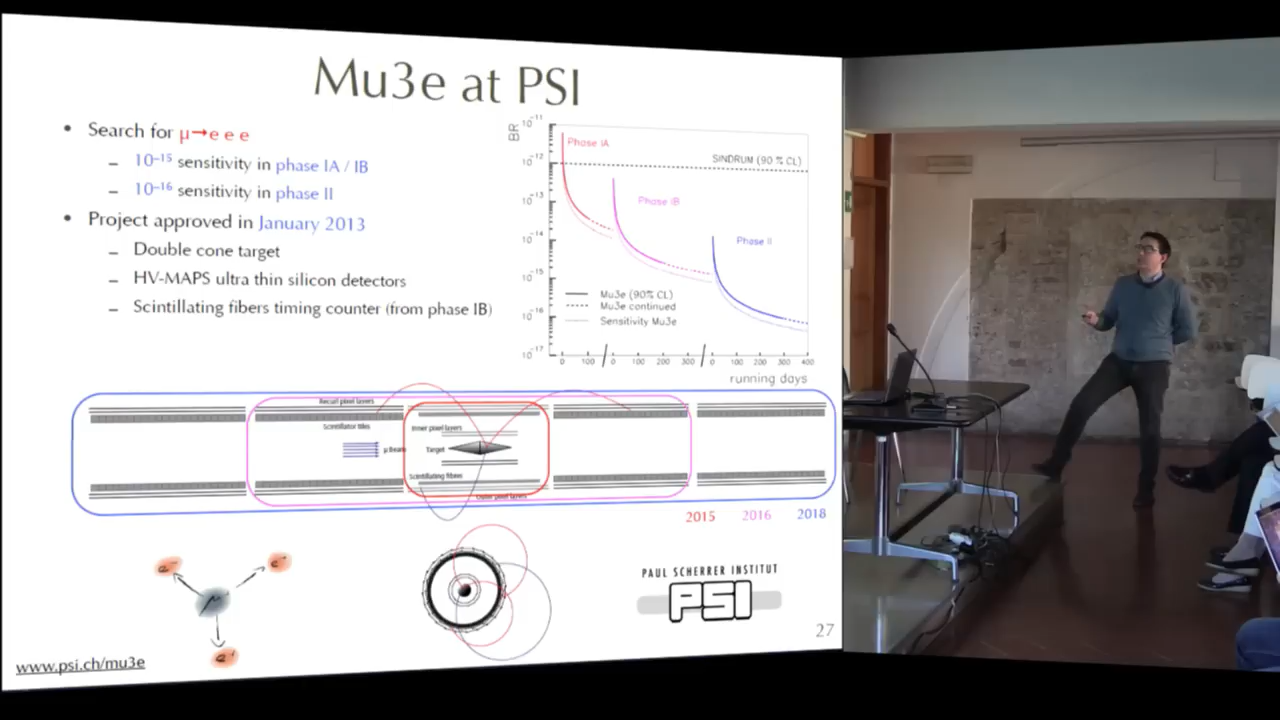 Mu3e at PSI
• Search for μ→e e e
– 10⁻¹⁵ sensitivity in phase IA / IB
– 10⁻¹⁶ sensitivity in phase II
• Project approved in January 2013
– Double cone target
– HV-MAPS ultra thin silicon detectors
– Scintillating fibers timing counter (from phase IB)
BR
10⁻¹¹
10⁻¹²
10⁻¹³
10⁻¹⁴
10⁻¹⁵
10⁻¹⁶
10⁻¹⁷
Phase IA
SINDRUM (90 % CL)
Phase IB
Phase II
Mu3e (90% CL)
Mu3e continued
Sensitivity Mu3e
0 100 0 100 200 300 0 100 200 300 400
running days
Recurl pixel layers
Scintillator tiles
Inner pixel layers
μ Beam
Target
Scintillating fibres
Outer pixel layers
2015 2016 2018
e⁻
e⁺
μ
e⁺
PAUL SCHERRER INSTITUT
PSI
27
www.psi.ch/mu3e